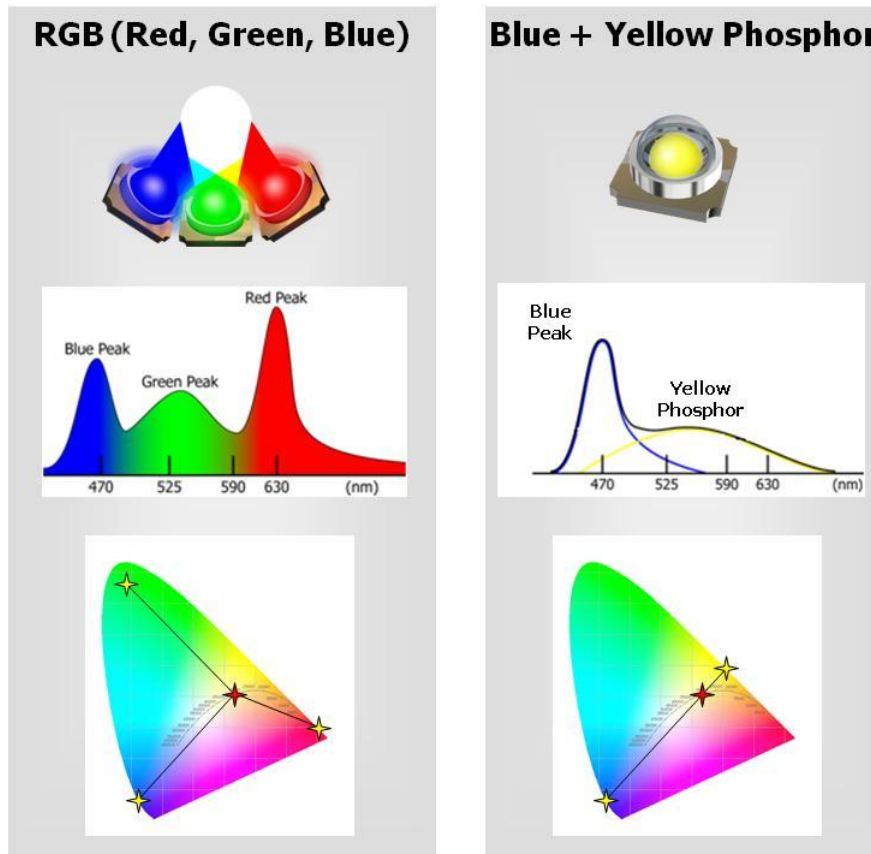 RGB (Red, Green, Blue)
Red Peak
Blue Peak
Green Peak
470 525 590 630 (nm)
Blue + Yellow Phosphor
Blue
Peak
Yellow
Phosphor
470 525 590 630 (nm)